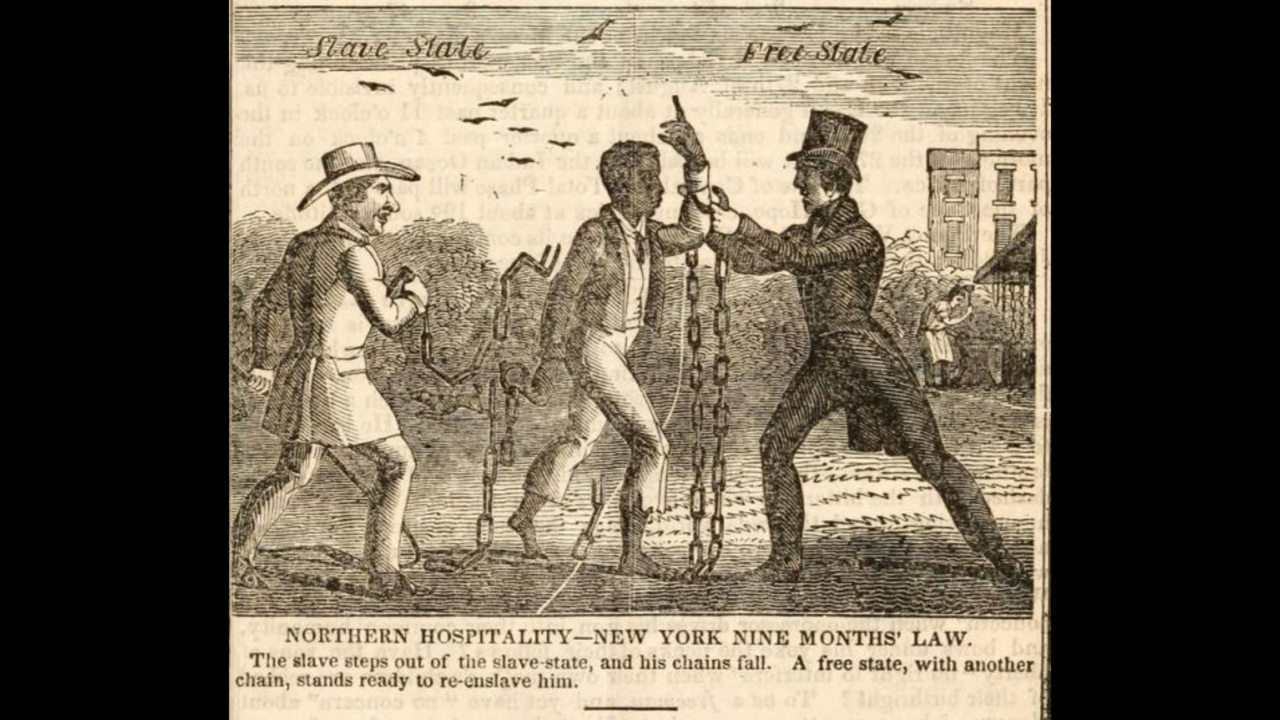 Slave State
Free State
NORTHERN HOSPITALITY—NEW YORK NINE MONTHS' LAW.
The slave steps out of the slave-state, and his chains fall. A free state, with another
chain, stands ready to re-enslave him.